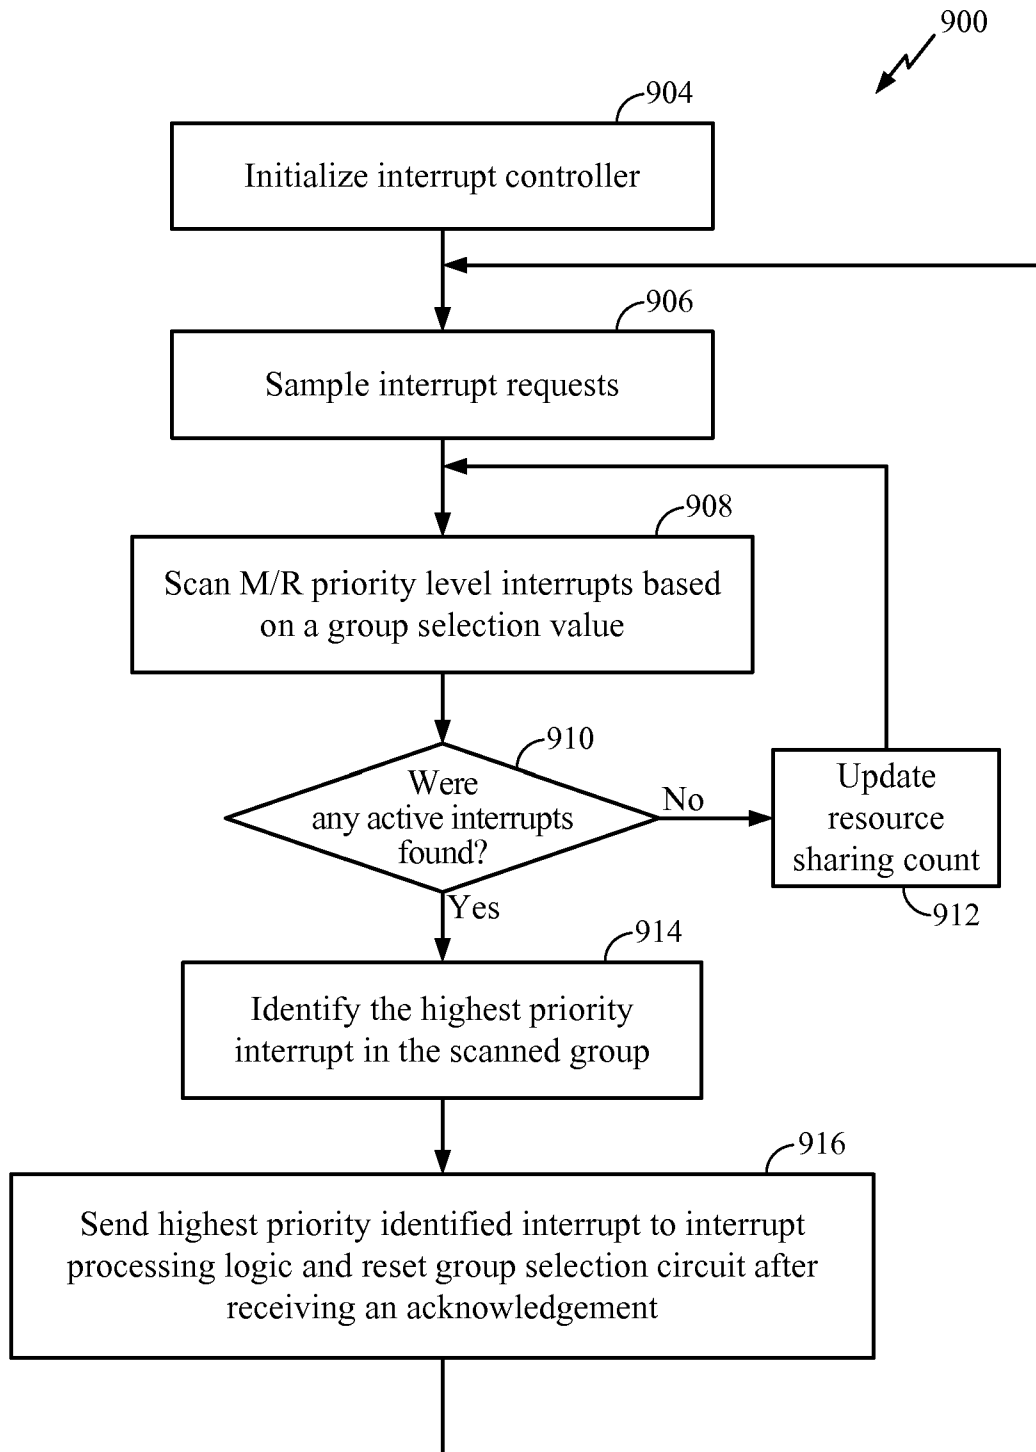 900
904
Initialize interrupt controller
906
Sample interrupt requests
908
Scan M/R priority level interrupts based
on a group selection value
910
Were
any active interrupts
found?
No
Update
resource
sharing count
912
Yes
914
Identify the highest priority
interrupt in the scanned group
916
Send highest priority identified interrupt to interrupt
processing logic and reset group selection circuit after
receiving an acknowledgement